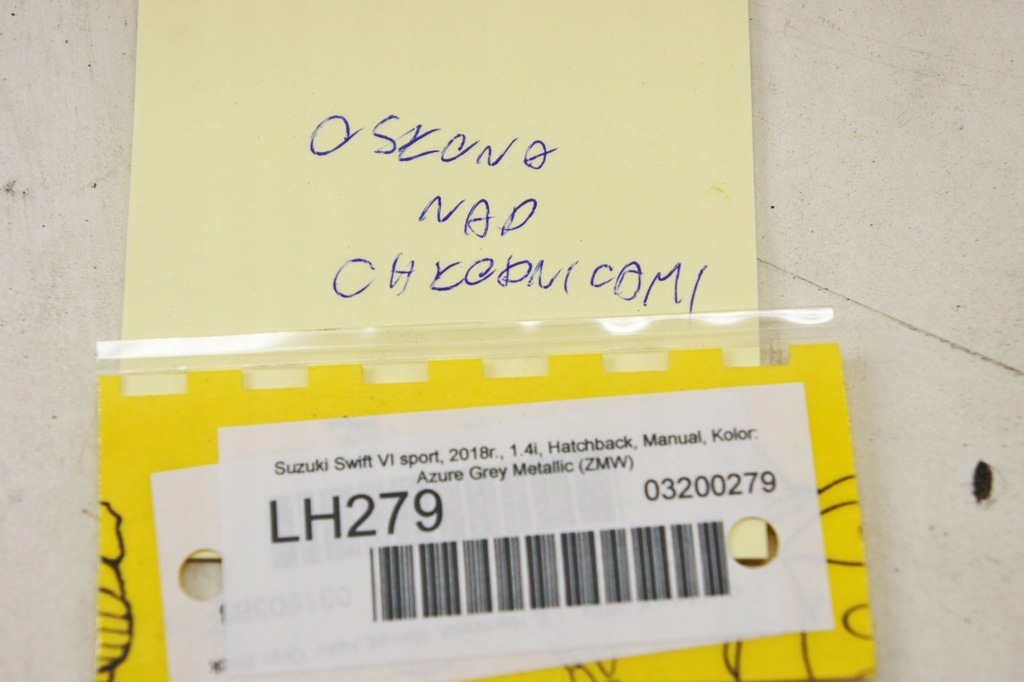 OSŁONA
NAD
CHŁODNICAMI
Suzuki Swift VI sport, 2018r., 1.4i, Hatchback, Manual, Kolor:
Azure Grey Metallic (ZMW)
LH279
03200279